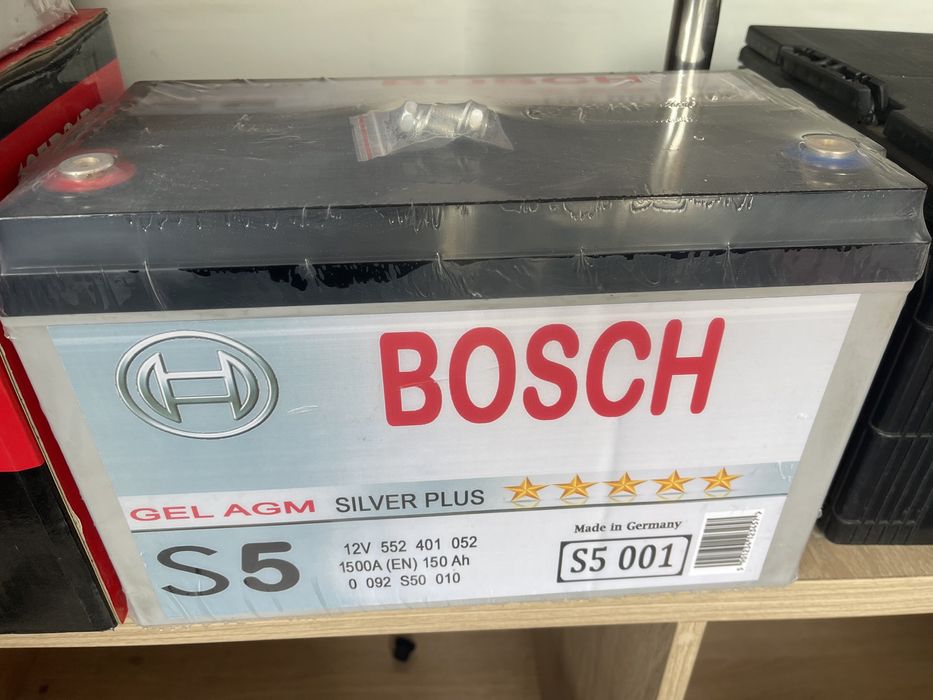 BOSCH
BOSCH
GEL AGM SILVER PLUS
S5
12V 552 401 052
1500A (EN) 150 Ah
0 092 S50 010
Made in Germany
S5 001